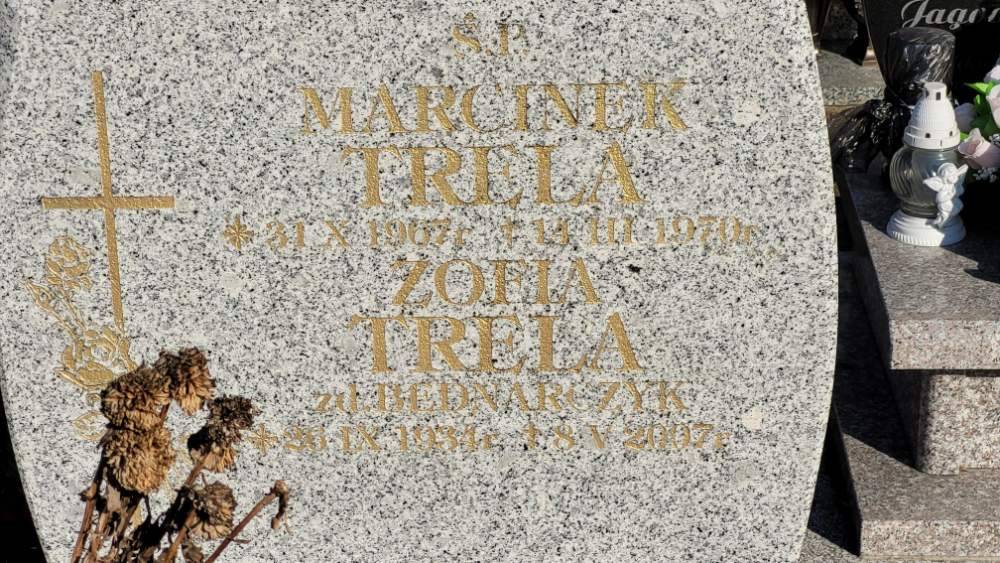 Ś.P.
MARCINEK
TRELA
* 31 X 1967r. † 14 III 1970r.
ZOFIA
TRELA
zd. BEDNARCZYK
* 26 IX 1934r. † 8 V 2007r.